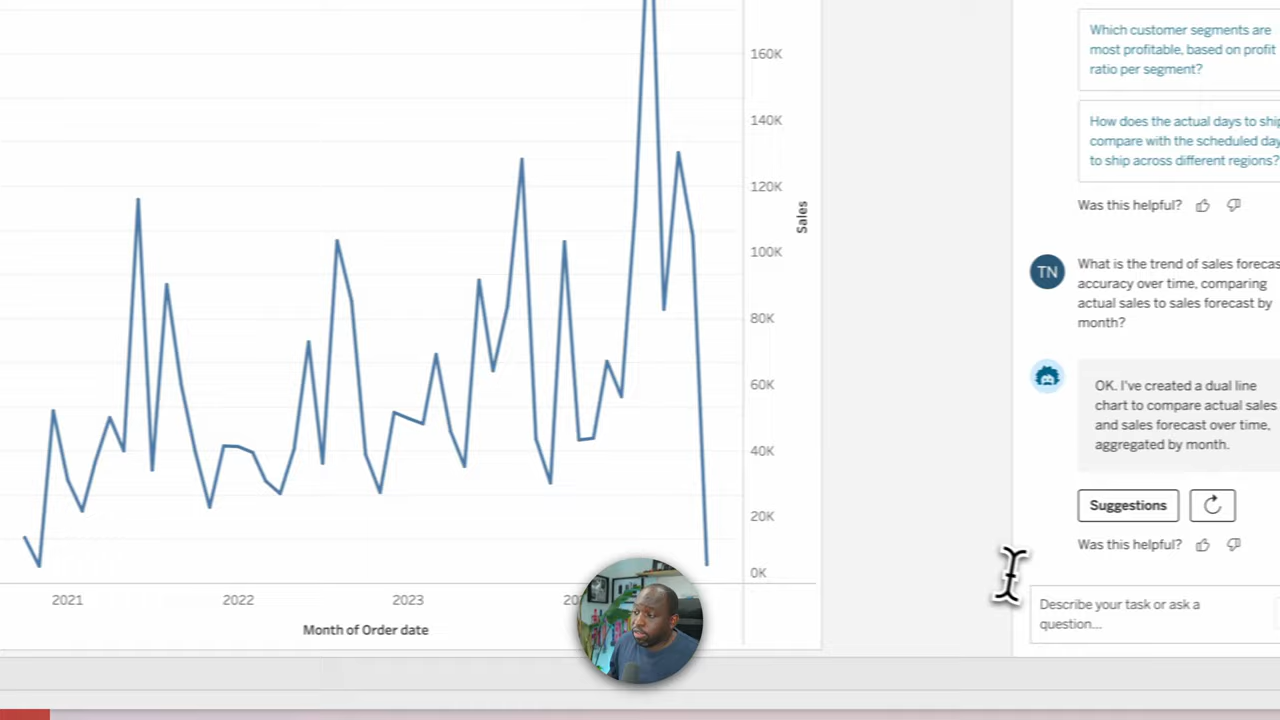 160K
140K
120K
100K
80K
60K
40K
20K
0K
Sales
2021
2022
2023
Month of Order date
Which customer segments are
most profitable, based on profit
ratio per segment?
How does the actual days to ship
compare with the scheduled
to ship across different regions?
Was this helpful?
TN
What is the trend of sales
accuracy over time, comparing
actual sales to sales forecast by
month?
OK. I've created a dual line
chart to compare actual sales
and sales forecast over time,
aggregated by month.
Suggestions
Was this helpful?
Describe your task or ask a
question...